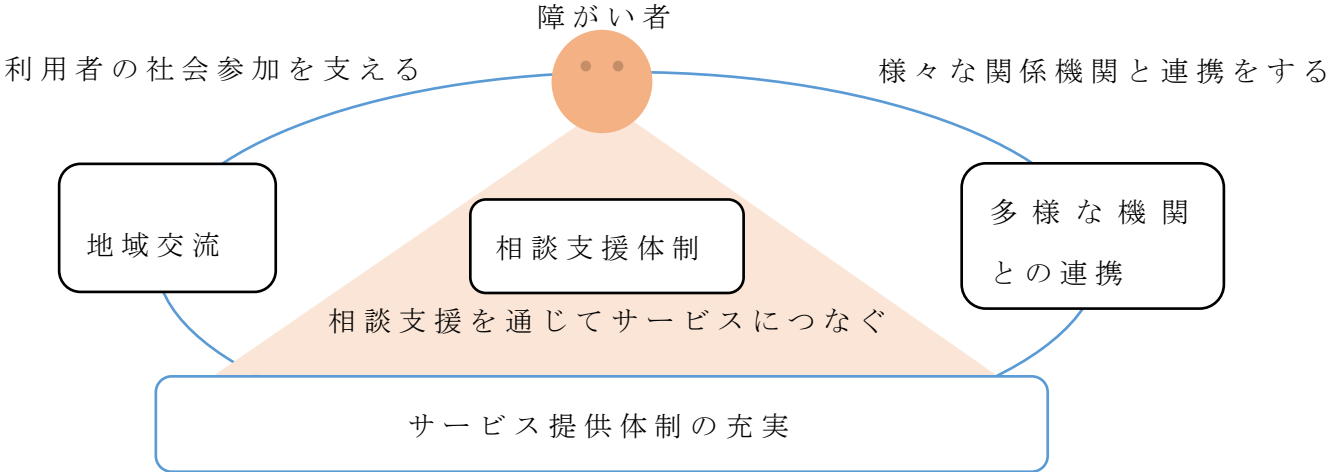 障がい者
利用者の社会参加を支える
様々な関係機関と連携をする
地域交流
相談支援体制
多様な機関
との連携
相談支援を通じてサービスにつなぐ
サービス提供体制の充実